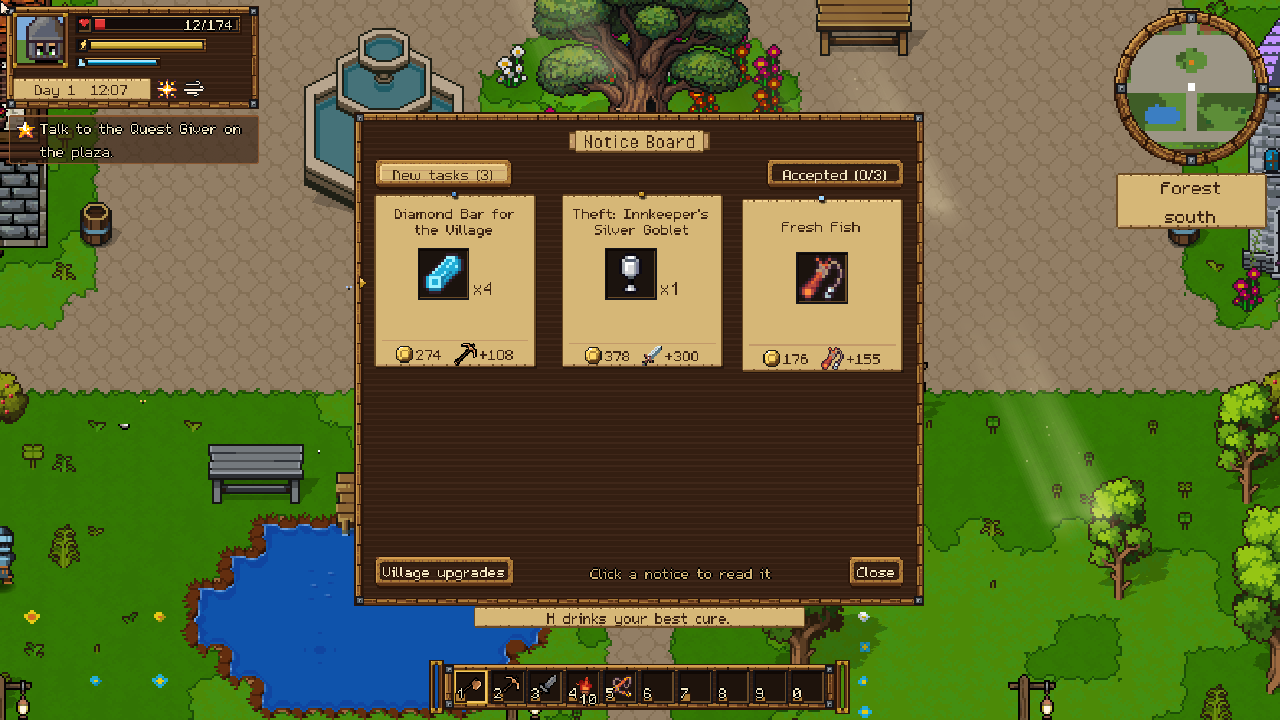 12/174
Day 1 12:07
Talk to the Quest Giver on
the plaza.
Notice Board
New tasks (3)
Accepted (0/3)
Diamond Bar for
the Village
x4
274
+108
Theft: Innkeeper's
Silver Goblet
x1
378
+300
Fresh Fish
176
+155
Village upgrades
Click a notice to read it
Close
H drinks your best cure.
Forest
south
1 2 3 4 10 5 6 7 8 9 0